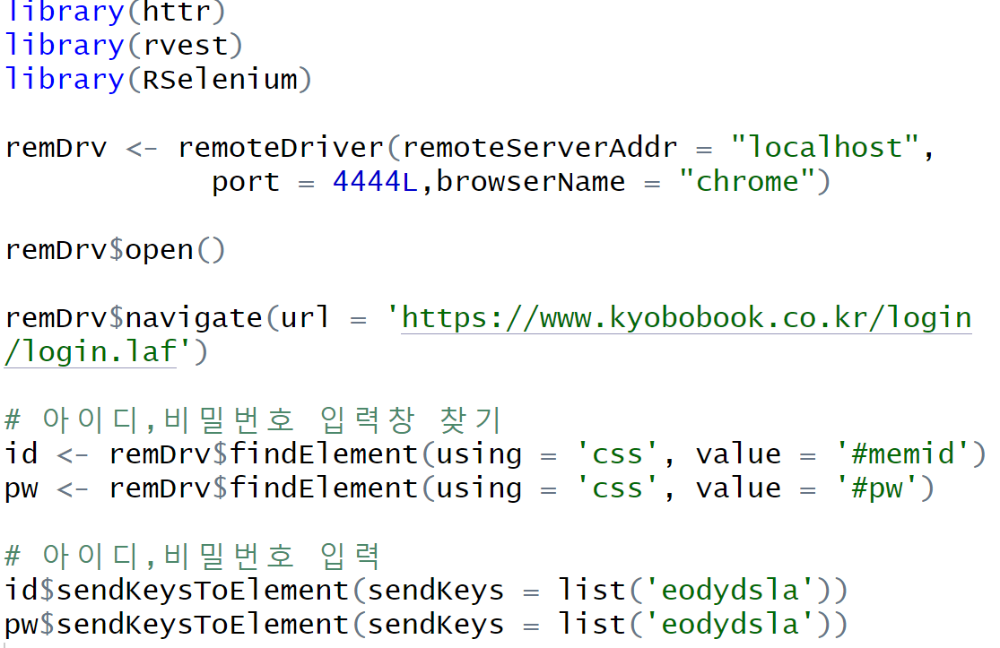 library(httr)
library(rvest)
library(RSelenium)
remDrv <- remoteDriver(remoteServerAddr = "localhost",
port = 4444L,browserName = "chrome")
remDrv$open()
remDrv$navigate(url = 'https://www.kyobobook.co.kr/login
/login.laf')
# 아이디,비밀번호 입력창 찾기
id <- remDrv$findElement(using = 'css', value = '#memid')
pw <- remDrv$findElement(using = 'css', value = '#pw')
# 아이디,비밀번호 입력
id$sendKeysToElement(sendKeys = list('eodydsla'))
pw$sendKeysToElement(sendKeys = list('eodydsla'))